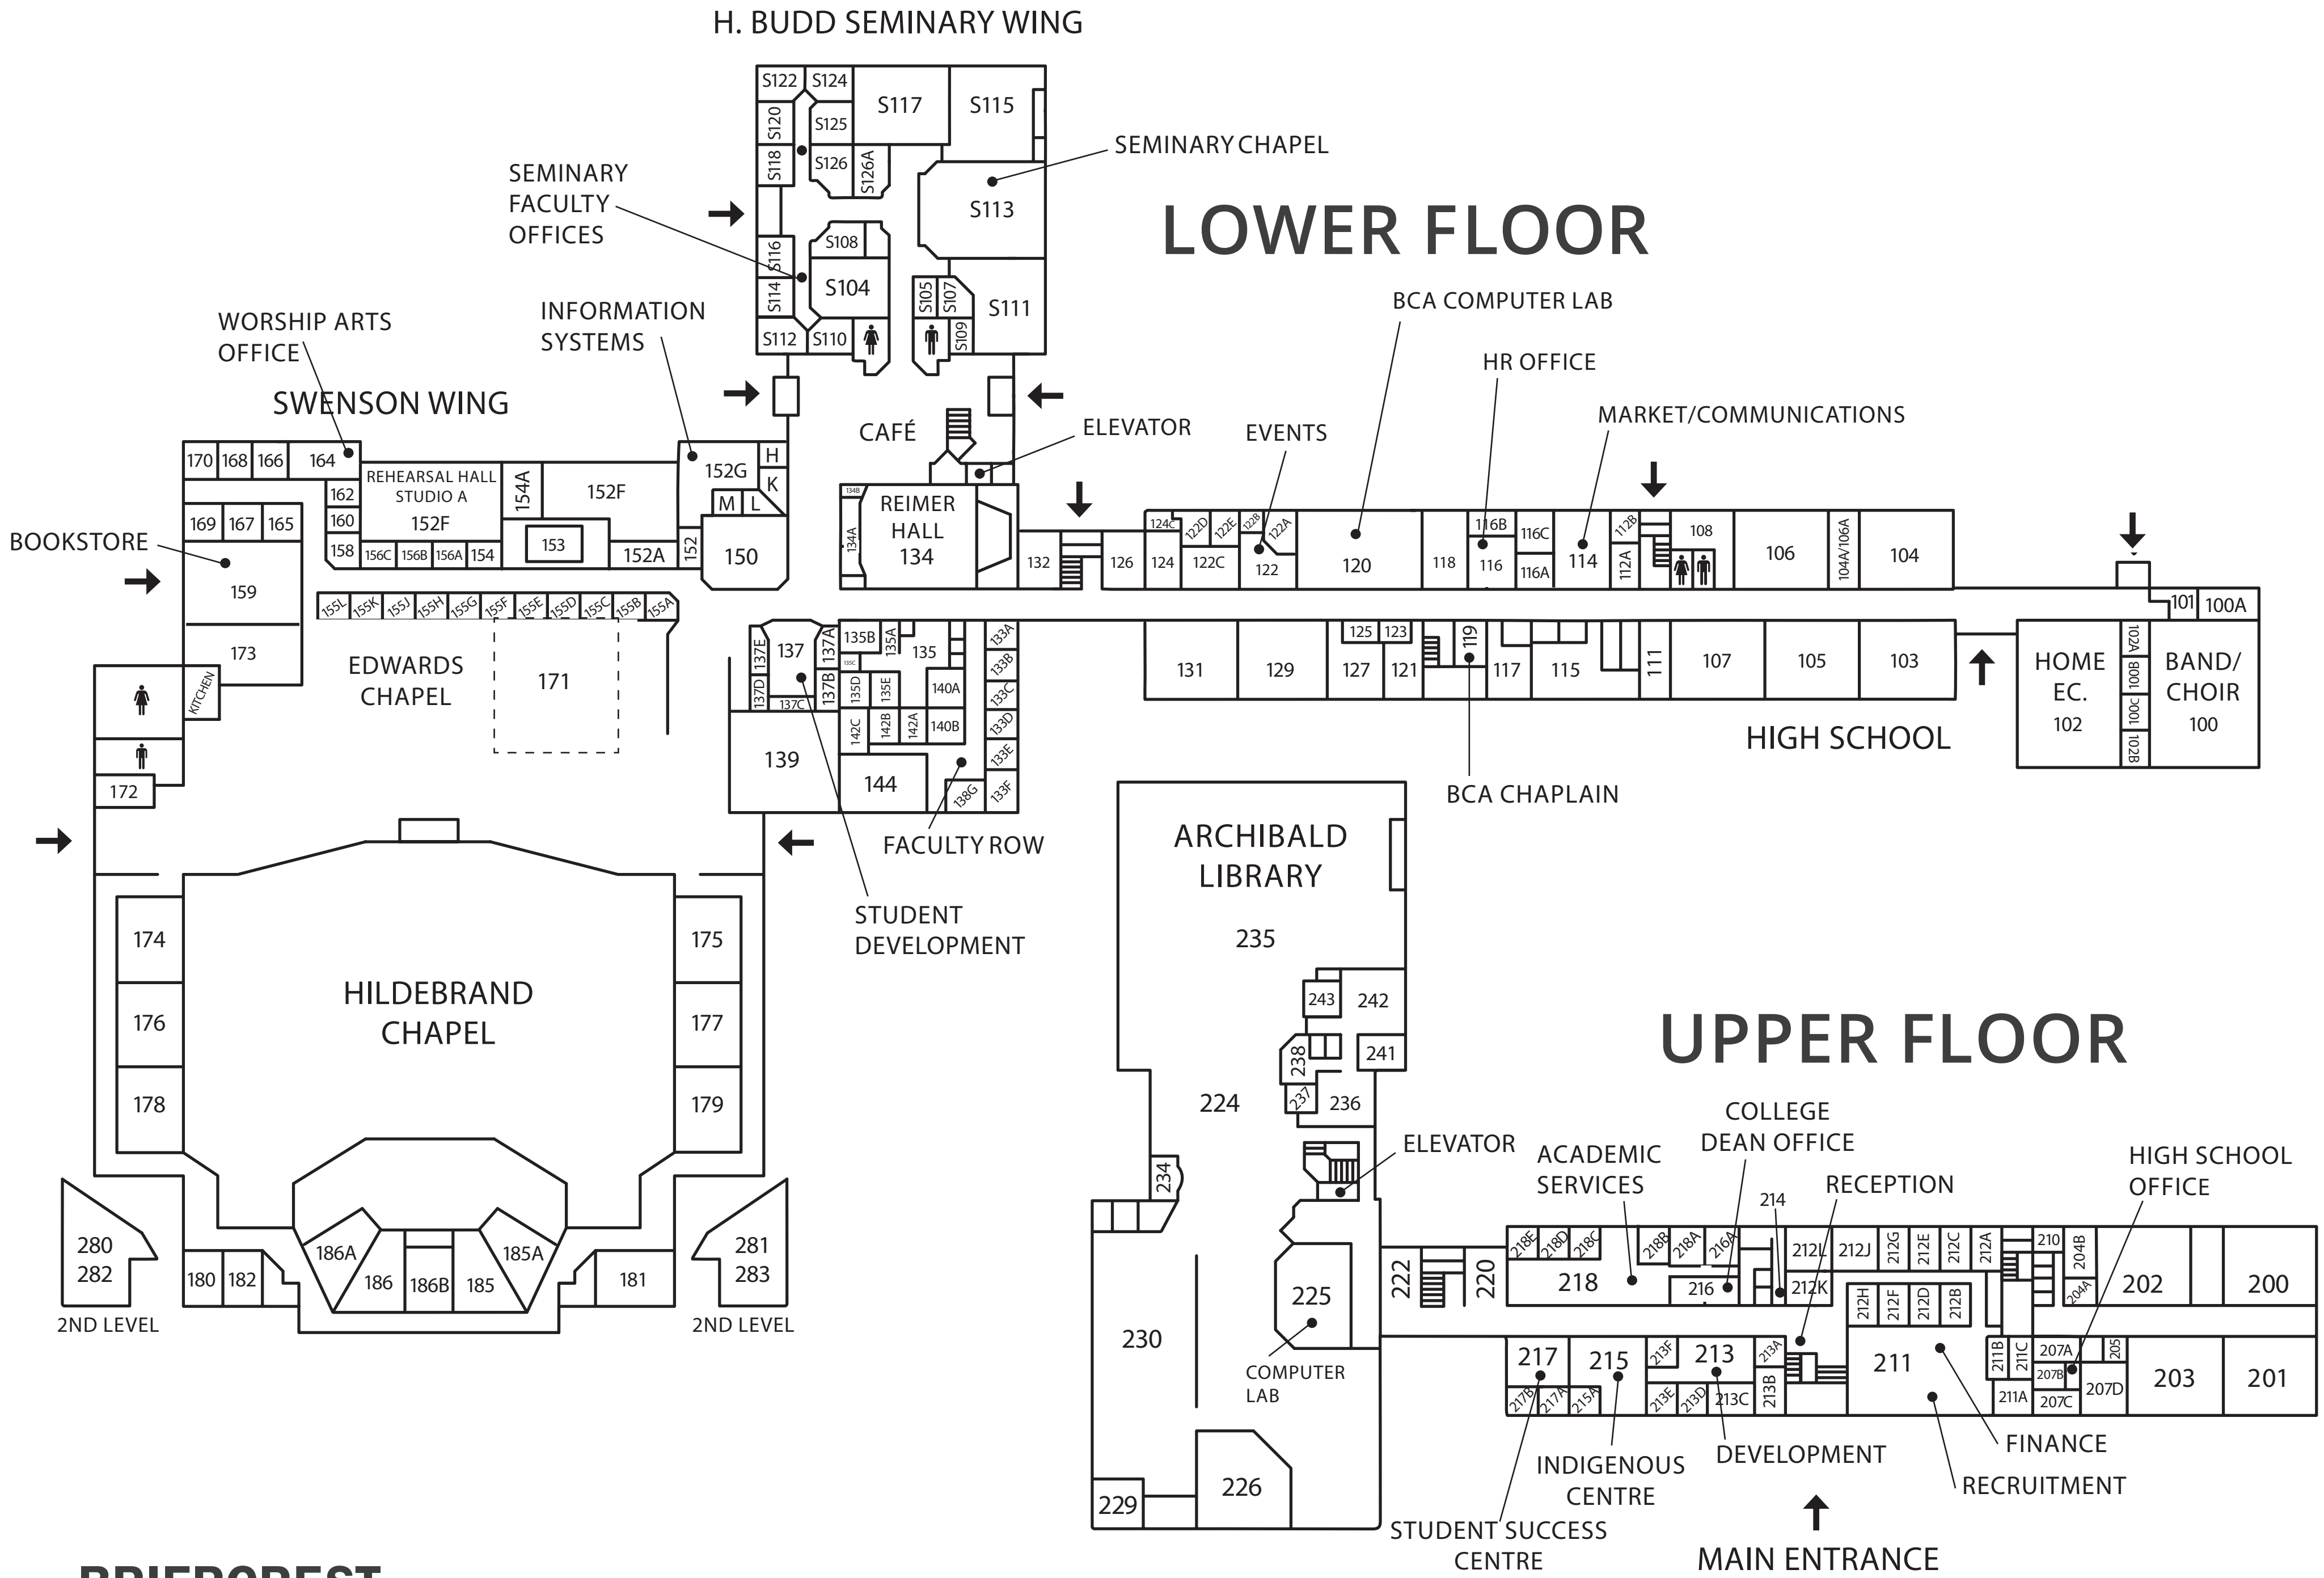 H. BUDD SEMINARY WING
S122
S124
S117
S115
S120
S125
S118
S126
S126A
SEMINARY CHAPEL
S113
SEMINARY
FACULTY
OFFICES
LOWER FLOOR
S116
S108
S114
S104
S105
S107
S111
S112
S110
S109
WORSHIP ARTS
OFFICE
INFORMATION
SYSTEMS
SWENSON WING
CAFÉ
ELEVATOR
EVENTS
BCA COMPUTER LAB
HR OFFICE
MARKET/COMMUNICATIONS
170
168
166
164
REHEARSAL HALL
STUDIO A
152F
154A
152F
152G
H
K
M
L
162
160
158
169
167
165
156C
156B
156A
154
153
152A
152
150
BOOKSTORE
159
134B
134A
REIMER
HALL
134
132
126
124C
124
122D
122E
122C
122B
122A
122
120
118
116B
116
116C
116A
114
112B
112A
108
106
104A/106A
104
101
100A
155L
155K
155J
155H
155G
155F
155E
155D
155C
155B
155A
173
KITCHEN
EDWARDS
CHAPEL
171
172
137E
137
137A
137D
137C
137B
135B
135A
135
135C
135D
135E
140A
142C
142B
142A
140B
133A
133B
133C
133D
133E
133F
138G
139
144
FACULTY ROW
STUDENT
DEVELOPMENT
131
129
125
123
127
121
119
117
115
111
107
105
103
HIGH SCHOOL
BCA CHAPLAIN
HOME
EC.
102
102A
100B
100C
102B
BAND/
CHOIR
100
174
175
176
177
178
179
HILDEBRAND
CHAPEL
280
282
2ND LEVEL
180
182
186A
186
186B
185
185A
181
281
283
2ND LEVEL
ARCHIBALD
LIBRARY
235
243
242
238
241
237
236
224
234
ELEVATOR
225
COMPUTER
LAB
230
229
226
UPPER FLOOR
ACADEMIC
SERVICES
COLLEGE
DEAN OFFICE
214
RECEPTION
HIGH SCHOOL
OFFICE
222
220
218E
218D
218C
218B
218A
216A
218
216
212L
212J
212G
212E
212C
212A
212K
212H
212F
212D
212B
210
204B
204A
202
200
217
217B
217A
215
215A
213F
213
213A
213E
213D
213C
213B
211
211B
211C
211A
207A
205
207B
207C
207D
203
201
INDIGENOUS
CENTRE
STUDENT SUCCESS
CENTRE
DEVELOPMENT
FINANCE
RECRUITMENT
MAIN ENTRANCE
BRIERCREST